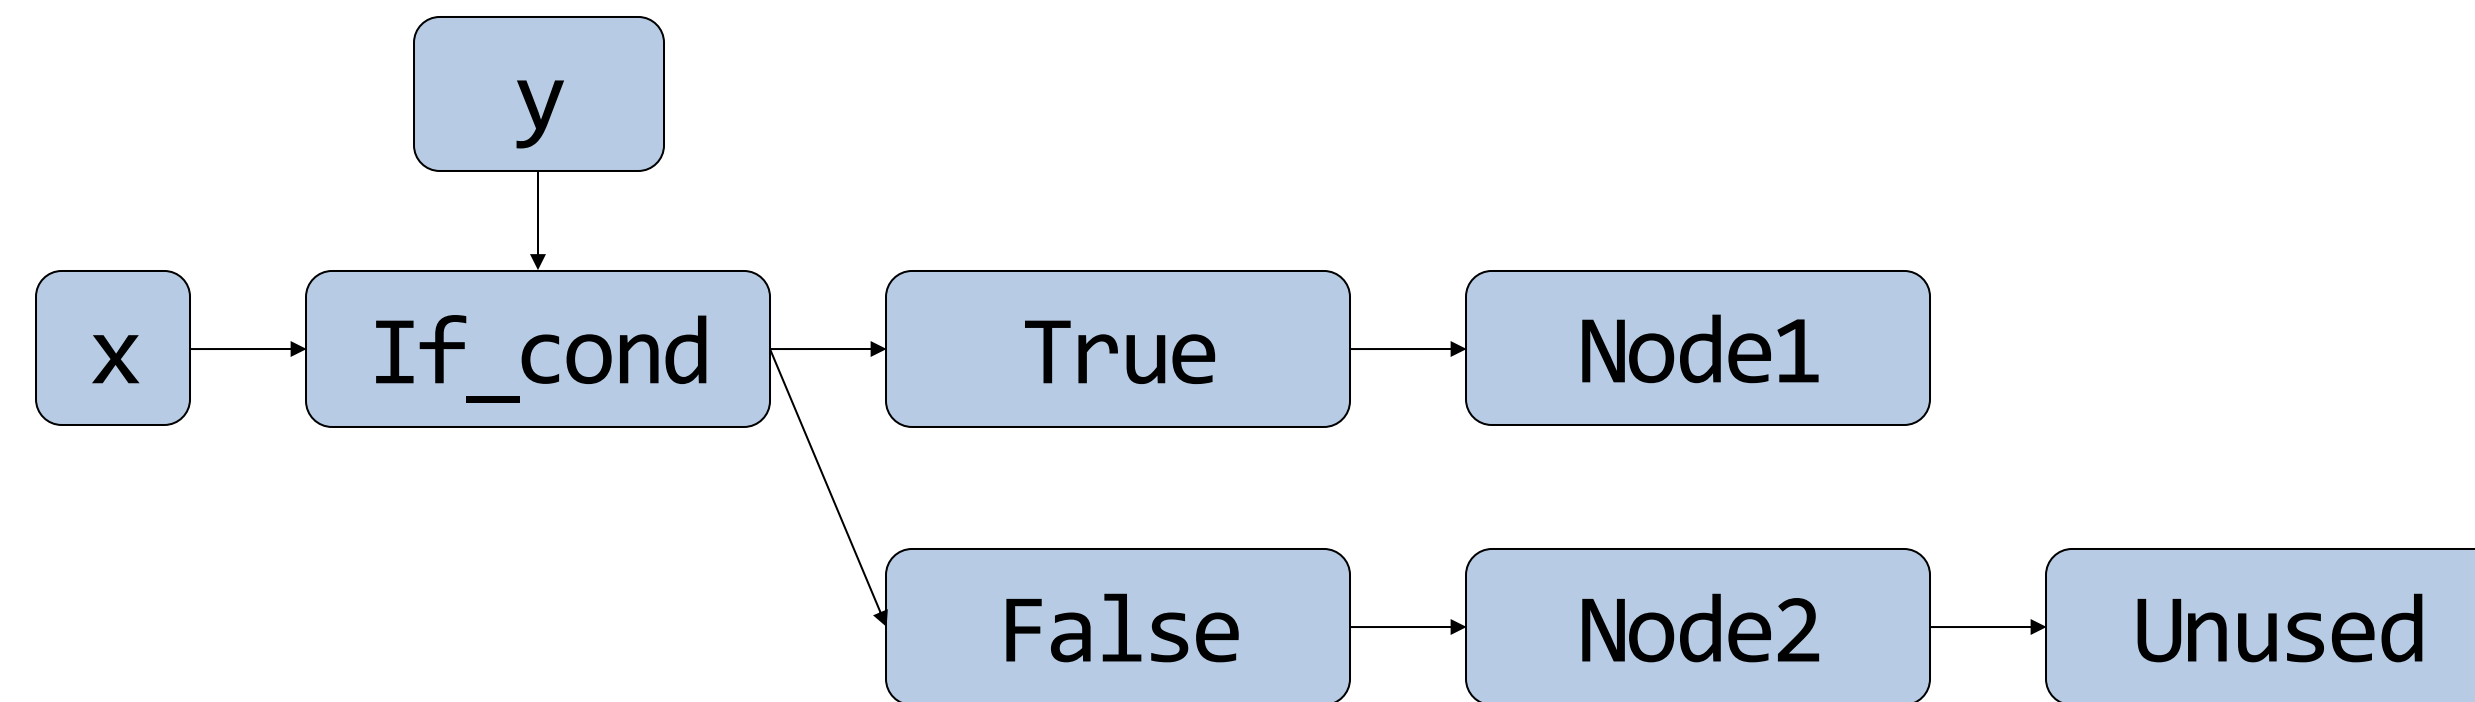 y
x
If_cond
True
Node1
False
Node2
Unused